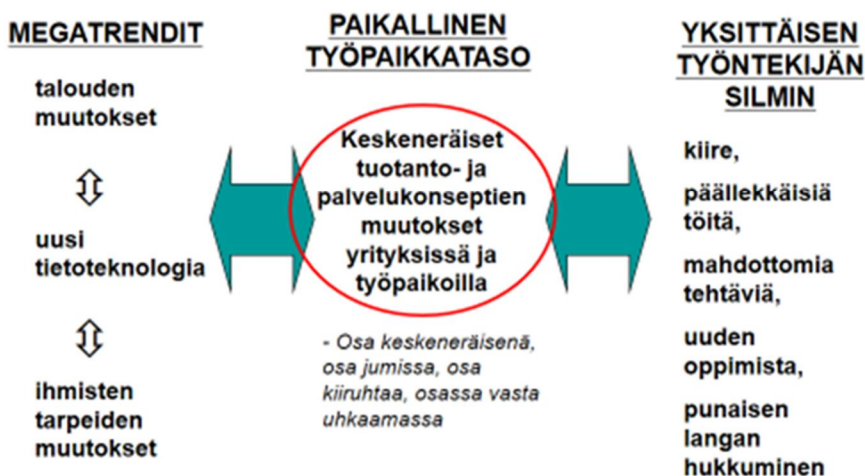 MEGATRENDIT
talouden
muutokset
uusi
tietoteknologia
ihmisten
tarpeiden
muutokset
PAIKALLINEN
TYÖPAIKKATASO
Keskeneräiset
tuotanto- ja
palvelukonseptien
muutokset
yrityksissä ja
työpaikoilla
- Osa keskeneräisenä,
osa jumissa, osa
kiiruhtaa, osassa vasta
uhkaamassa
YKSITTÄISEN
TYÖNTEKIJÄN
SILMIN
kiire,
päällekkäisiä
töitä,
mahdottomia
tehtäviä,
uuden
oppimista,
punaisen
langan
hukkuminen